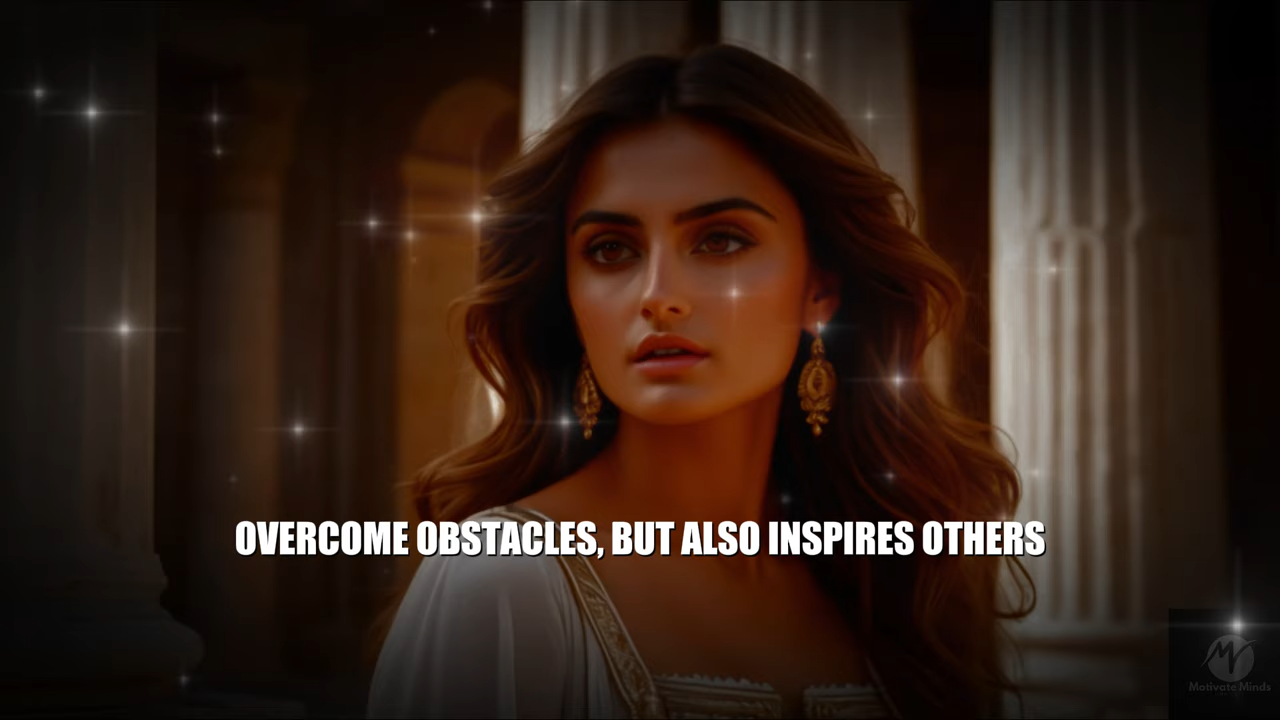 OVERCOME OBSTACLES, BUT ALSO INSPIRES OTHERS
Motivate Minds